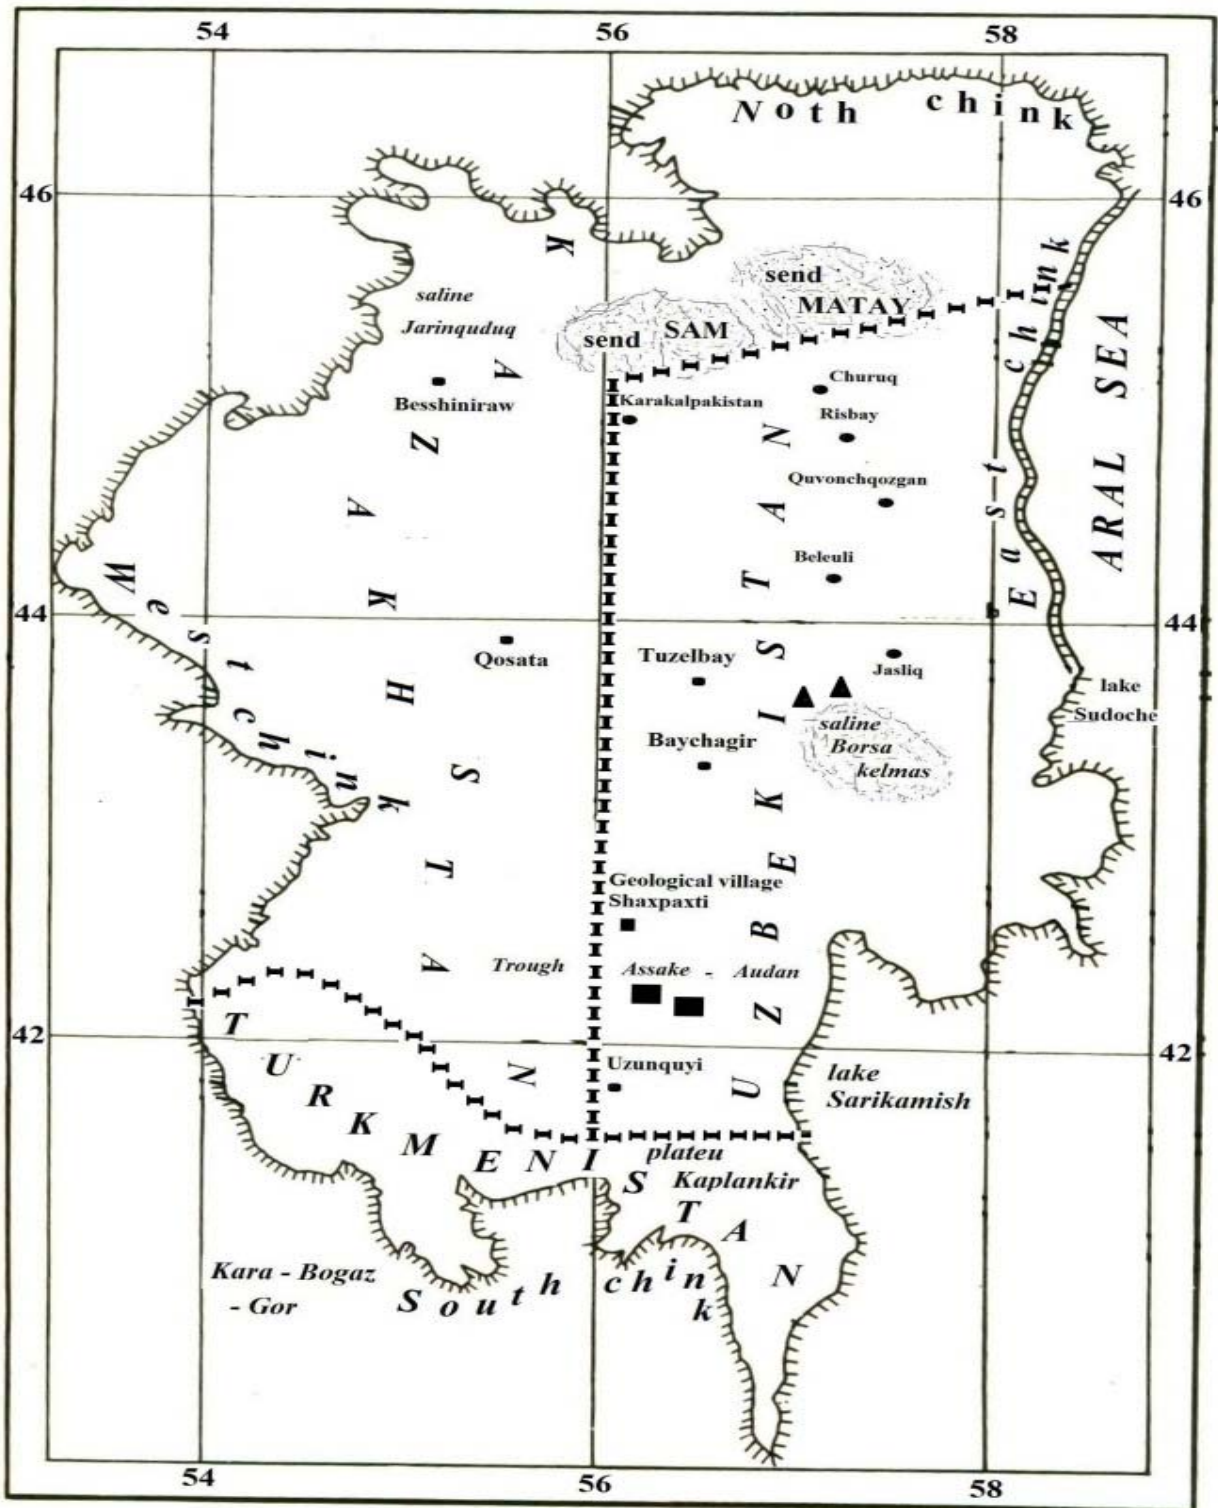 54 56 58
Noth chink
46 46
KAZAKHSTAN
send
MATAY
saline
Jarinquduq
send SAM
Besshiniraw
Karakalpakistan
Churuq
Risbay
Quvonchqozgan
Beleuli
UZBEKISTAN
East chink
ARAL SEA
West chink
44 44
Qosata
Tuzelbay
Jasliq
lake
Sudoche
Baychagir
saline
Borsa
kelmas
Geological village
Shaxpaxti
Trough Assake - Audan
42 42
Uzunquyi
lake
Sarikamish
TURKMENISTAN
plateu
Kaplankir
Kara - Bogaz
- Gor
South chink
54 56 58